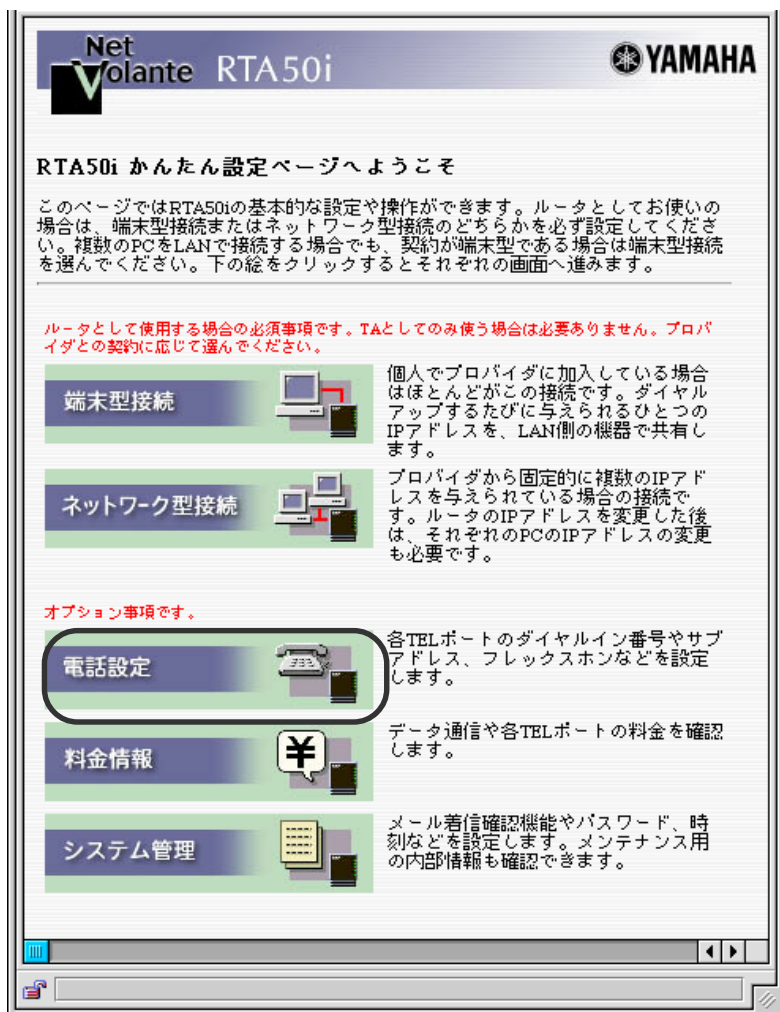 Net Volante RTA50i
YAMAHA
RTA50i かんたん設定ページへようこそ
このページではRTA50iの基本的な設定や操作ができます。ルータとしてお使いの
場合は、端末型接続またはネットワーク型接続のどちらかを必ず設定してくださ
い。複数のPCをLANで接続する場合でも、契約が端末型である場合は端末型接続
を選んでください。下の絵をクリックするとそれぞれの画面へ進みます。
ルータとして使用する場合の必須事項です。TAとしてのみ使う場合は必要ありません。プロバ
イダとの契約に応じて選んでください。
端末型接続
個人でプロバイダに加入している場合
はほとんどがこの接続です。ダイヤル
アップするたびに与えられるひとつの
IPアドレスを、LAN側の機器で共有し
ます。
ネットワーク型接続
プロバイダから固定的に複数のIPアド
レスを与えられている場合の接続で
す。ルータのIPアドレスを変更した後
は、それぞれのPCのIPアドレスの変更
も必要です。
オプション事項です。
電話設定
各TELポートのダイヤルイン番号やサブ
アドレス、フレックスホンなどを設定
します。
料金情報
¥
データ通信や各TELポートの料金を確認
します。
システム管理
メール着信確認機能やパスワード、時
刻などを設定します。メンテナンス用
の内部情報も確認できます。